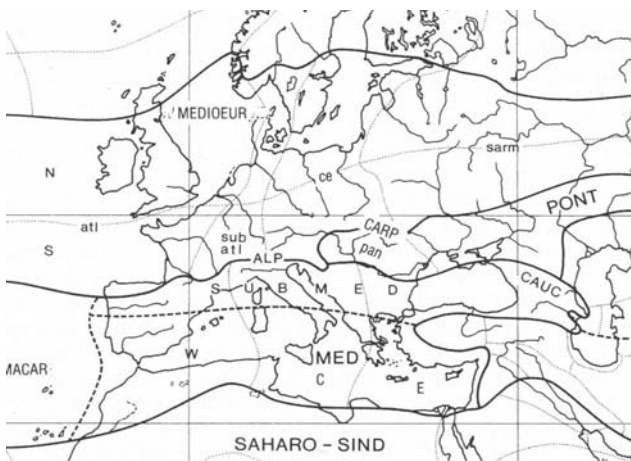 MEDIOEUR
sarm
N
ce
PONT
atl
CARP
sub
atl
pan
S
ALP
CAUC
S U B M E D
W
MED
MACAR
C
E
SAHARO – SIND